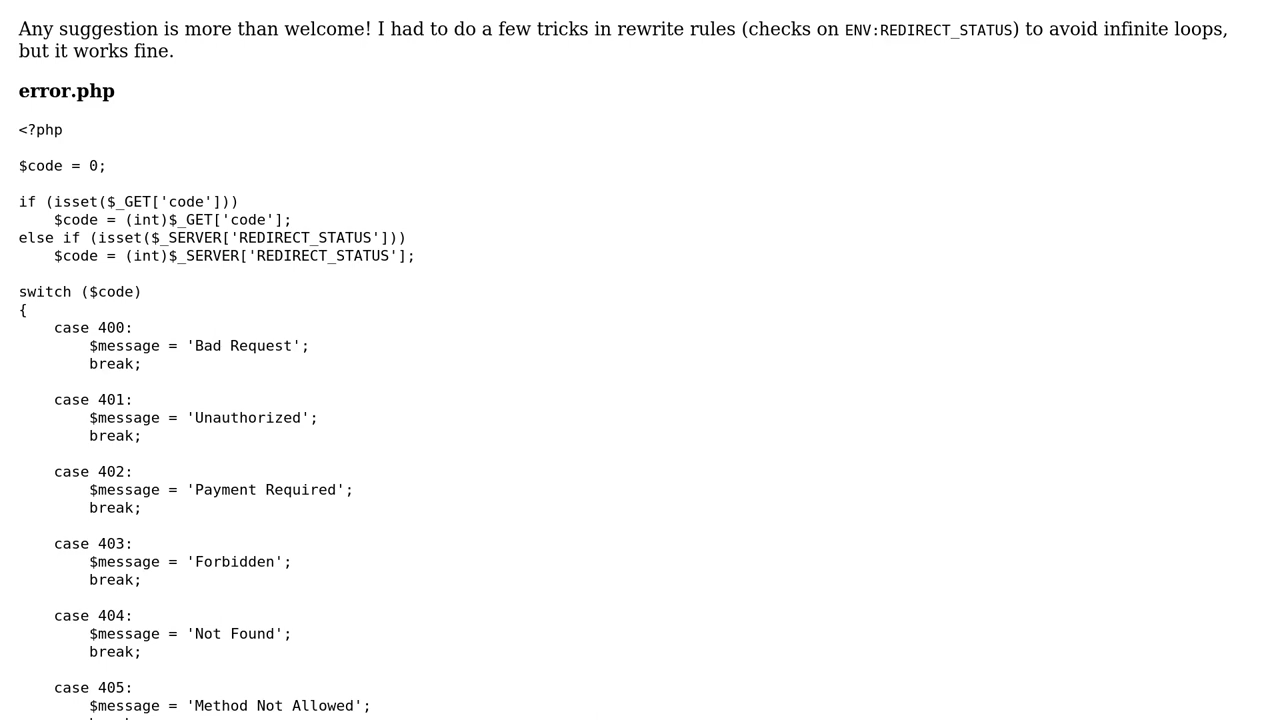 Any suggestion is more than welcome! I had to do a few tricks in rewrite rules (checks on ENV:REDIRECT_STATUS) to avoid infinite loops,
but it works fine.
error.php
<?php
$code = 0;
if (isset($_GET['code']))
    $code = (int)$_GET['code'];
else if (isset($_SERVER['REDIRECT_STATUS']))
    $code = (int)$_SERVER['REDIRECT_STATUS'];
switch ($code)
{
    case 400:
        $message = 'Bad Request';
        break;
    case 401:
        $message = 'Unauthorized';
        break;
    case 402:
        $message = 'Payment Required';
        break;
    case 403:
        $message = 'Forbidden';
        break;
    case 404:
        $message = 'Not Found';
        break;
    case 405:
        $message = 'Method Not Allowed';